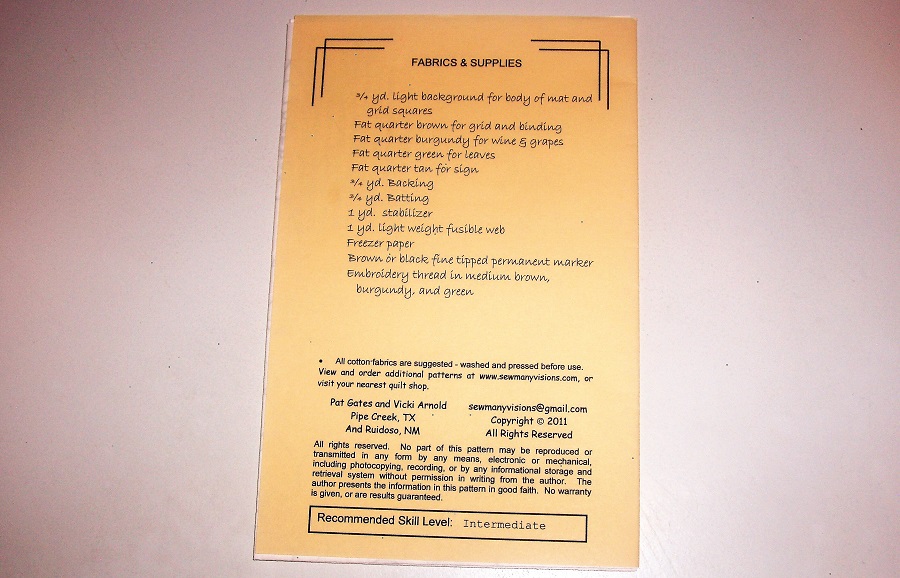 FABRICS & SUPPLIES
¾ yd. light background for body of mat and
grid squares
Fat quarter brown for grid and binding
Fat quarter burgundy for wine & grapes
Fat quarter green for leaves
Fat quarter tan for sign
¾ yd. Backing
¾ yd. Batting
1 yd. stabilizer
1 yd. light weight fusible web
Freezer paper
Brown or black fine tipped permanent marker
Embroidery thread in medium brown,
burgundy, and green
• All cotton fabrics are suggested - washed and pressed before use.
View and order additional patterns at www.sewmanyvisions.com, or
visit your nearest quilt shop.
Pat Gates and Vicki Arnold
Pipe Creek, TX
And Ruidoso, NM
sewmanyvisions@gmail.com
Copyright © 2011
All Rights Reserved
All rights reserved. No part of this pattern may be reproduced or
transmitted in any form by any means, electronic or mechanical,
including photocopying, recording, or by any informational storage and
retrieval system without permission in writing from the author. The
author presents the information in this pattern in good faith. No warranty
is given, or are results guaranteed.
Recommended Skill Level: Intermediate